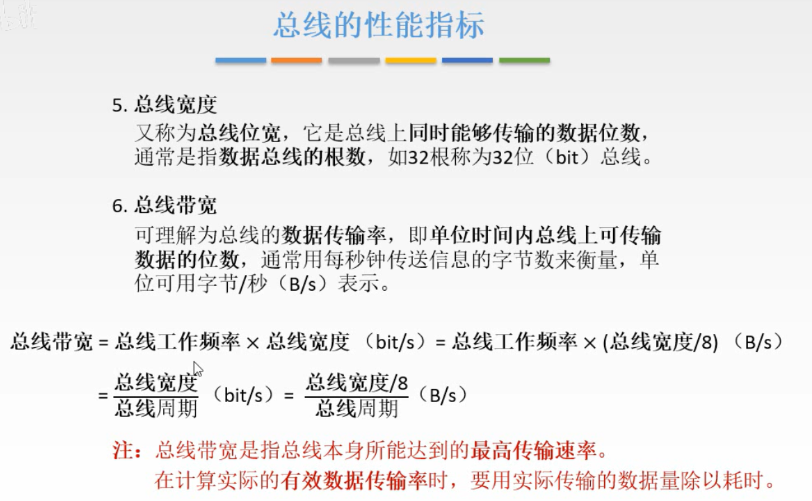 总线的性能指标
5. 总线宽度
又称为总线位宽，它是总线上同时能够传输的数据位数，
通常是指数据总线的根数，如32根称为32位（bit）总线。
6. 总线带宽
可理解为总线的数据传输率，即单位时间内总线上可传输
数据的位数，通常用每秒钟传送信息的字节数来衡量，单
位可用字节/秒（B/s）表示。
总线带宽 = 总线工作频率 × 总线宽度 （bit/s）= 总线工作频率 × (总线宽度/8) （B/s）
= 总线宽度/总线周期 （bit/s）= 总线宽度/8/总线周期 （B/s）
注：总线带宽是指总线本身所能达到的最高传输速率。
在计算实际的有效数据传输率时，要用实际传输的数据量除以耗时。